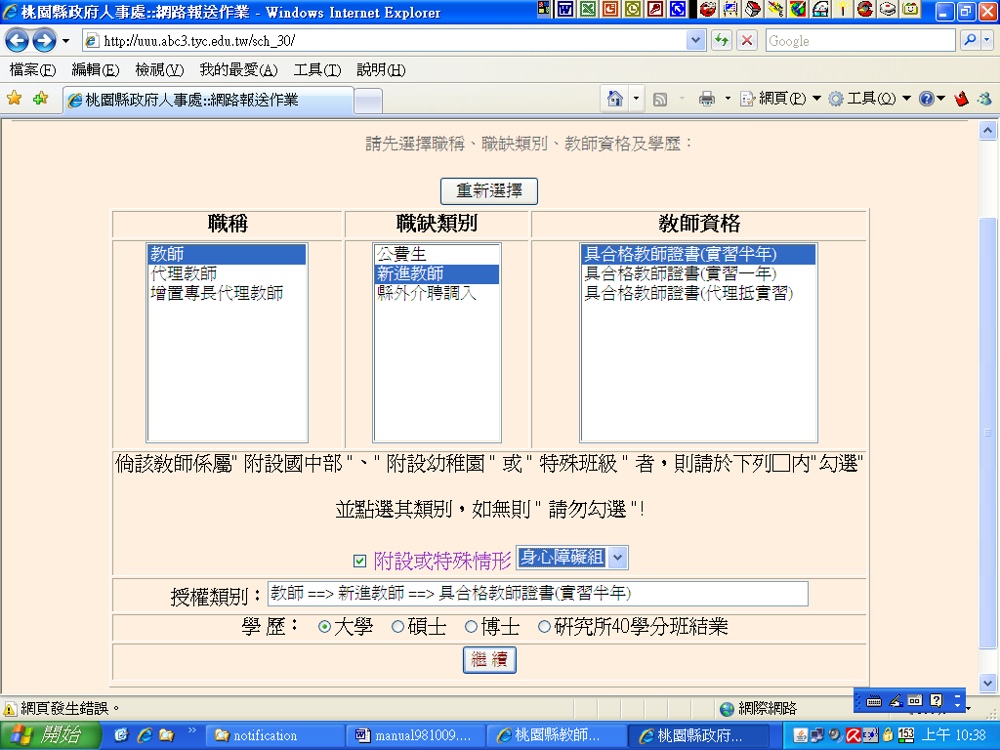 桃園縣政府人事處::網路報送作業 - Windows Internet Explorer
http://uuu.abc3.tyc.edu.tw/sch_30/
Google
檔案(F) 編輯(E) 檢視(V) 我的最愛(A) 工具(T) 說明(H)
桃園縣政府人事處::網路報送作業
網頁(P) 工具(O)
請先選擇職稱、職缺類別、教師資格及學歷：
重新選擇
職稱 職缺類別 教師資格
教師 公費生 具合格教師證書(實習半年)
代理教師 新進教師 具合格教師證書(實習一年)
增置專長代理教師 縣外介聘調入 具合格教師證書(代理抵實習)
倘該教師係屬" 附設國中部 "、" 附設幼稚園 " 或 " 特殊班級 " 者，則請於下列□內"勾選"
並點選其類別，如無則 " 請勿勾選 "!
附設或特殊情形 身心障礙組
授權類別： 教師 ==> 新進教師 ==> 具合格教師證書(實習半年)
學 歷： 大學 碩士 博士 研究所40學分班結業
繼 續
網頁發生錯誤。 網際網路
開始 notification manual981009.... 桃園縣教師... 桃園縣政府... 153 上午 10:38